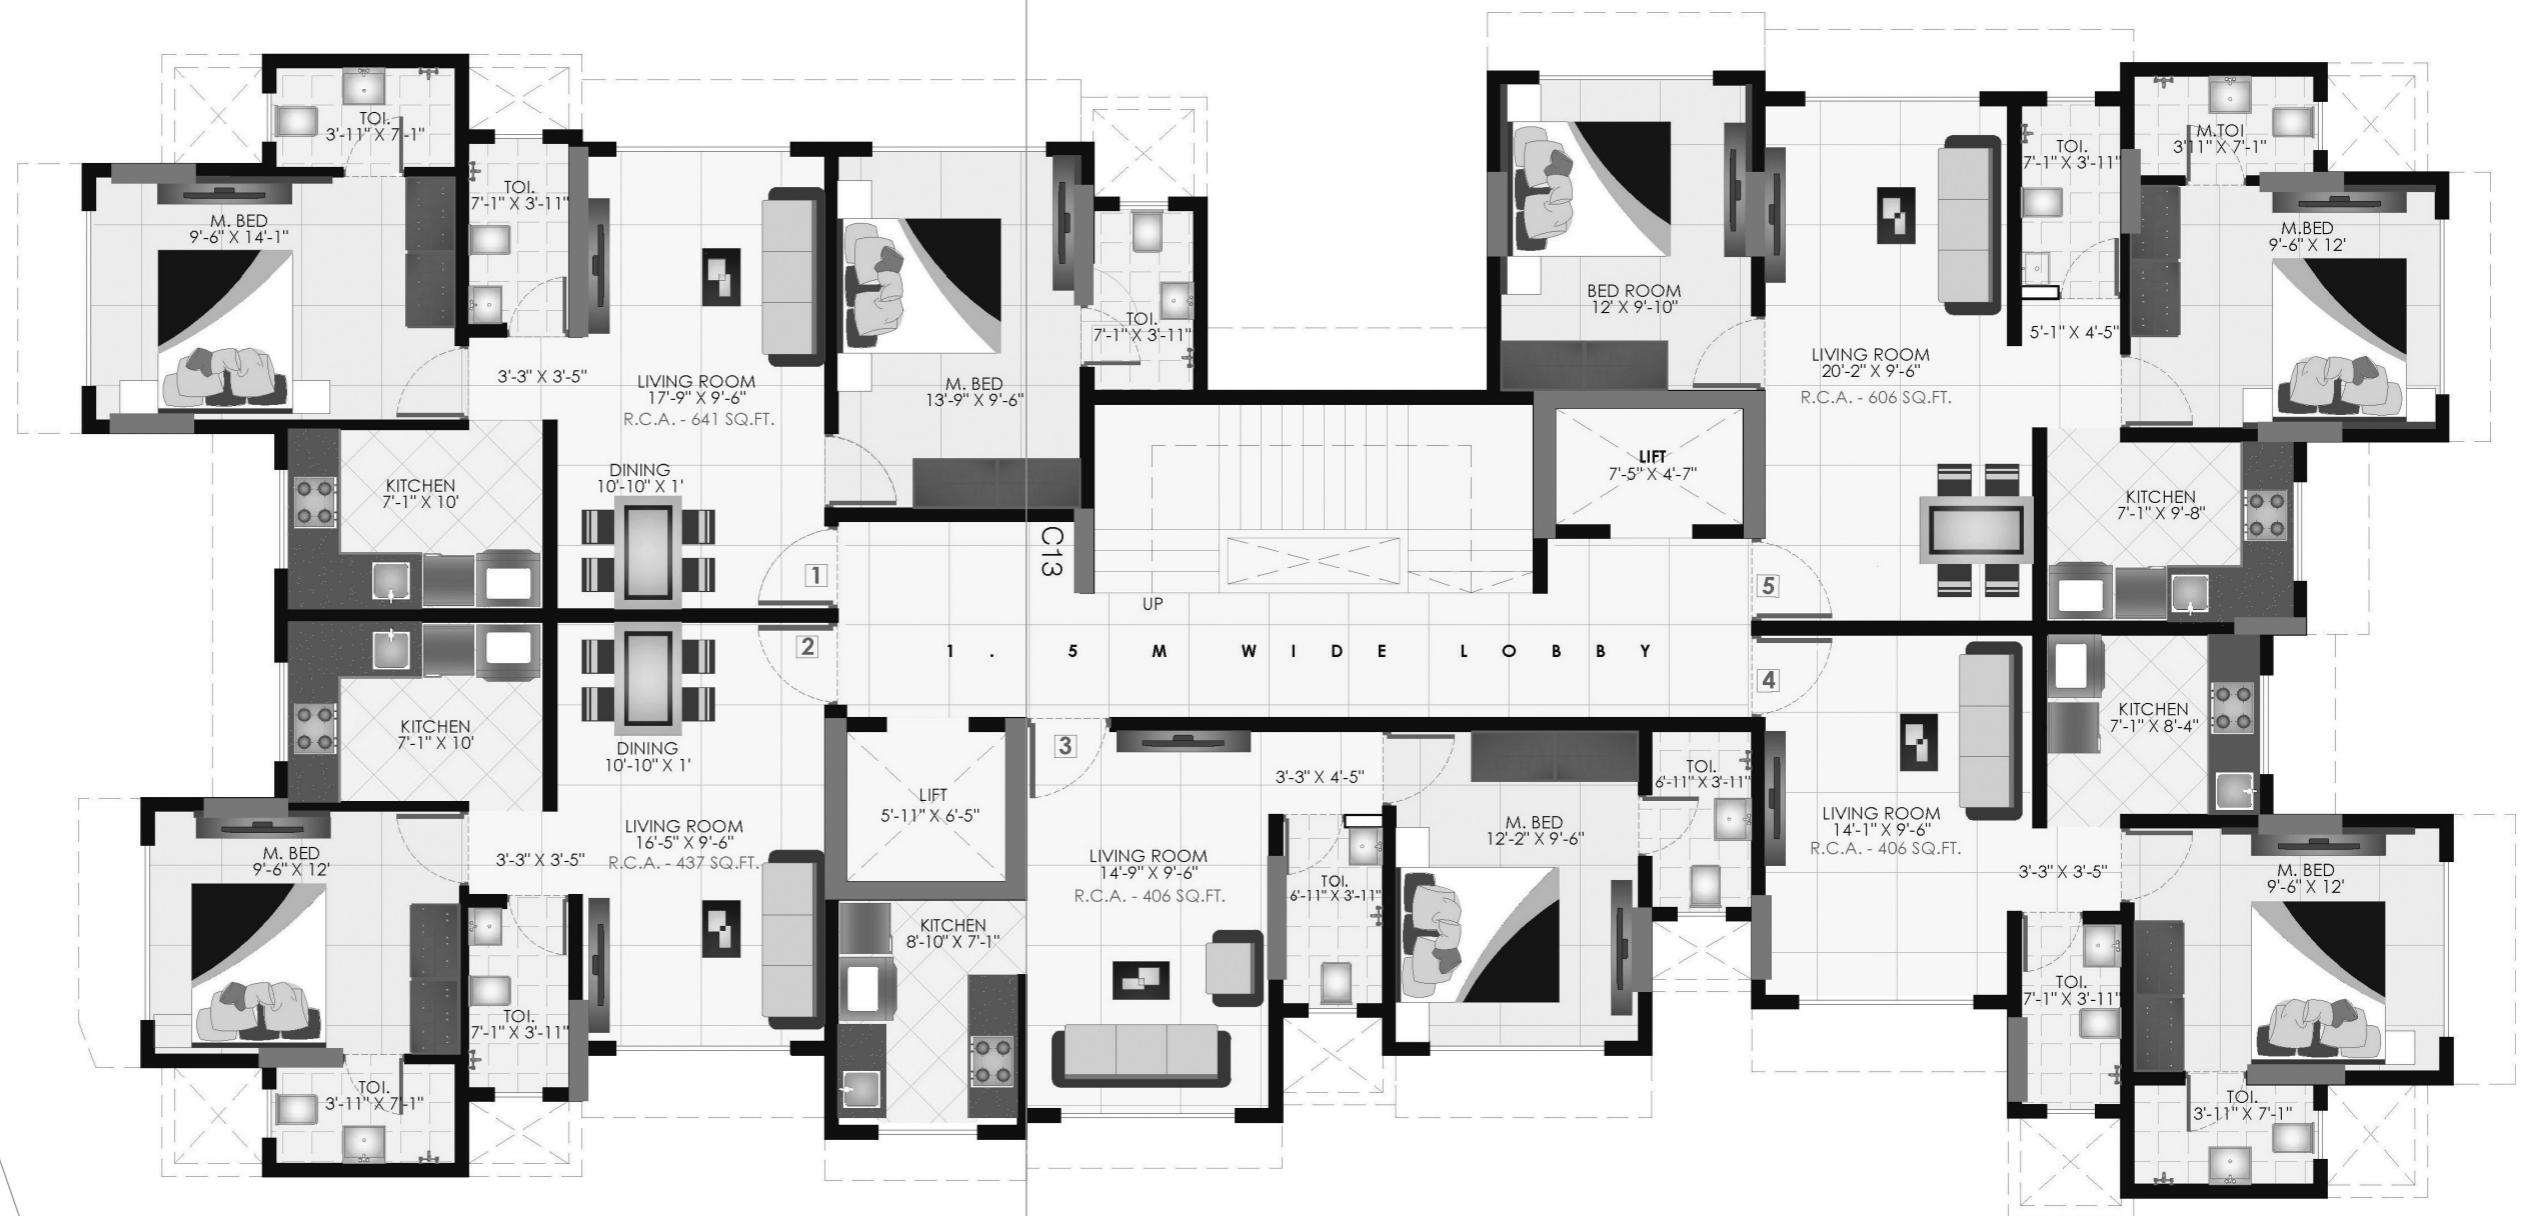 TOI.
3'-11" X 7'-1"
M. BED
9'-6" X 14'-1"
TOI.
7'-1" X 3'-11"
3'-3" X 3'-5"
LIVING ROOM
17'-9" X 9'-6"
R.C.A. - 641 SQ.FT.
DINING
10'-10" X 1'
KITCHEN
7'-1" X 10'
M. BED
13'-9" X 9'-6"
TOI.
7'-1" X 3'-11"
1
C13
UP
BED ROOM
12' X 9'-10"
LIFT
7'-5" X 4'-7"
LIVING ROOM
20'-2" X 9'-6"
R.C.A. - 606 SQ.FT.
TOI.
7'-1" X 3'-11"
M.TOI
3'11" X 7'-1"
M.BED
9'-6" X 12'
5'-1" X 4'-5"
KITCHEN
7'-1" X 9'-8"
5
1.5M WIDE LOBBY
2
KITCHEN
7'-1" X 10'
DINING
10'-10" X 1'
LIVING ROOM
16'-5" X 9'-6"
R.C.A. - 437 SQ.FT.
3'-3" X 3'-5"
M. BED
9'-6" X 12'
TOI.
7'-1" X 3'-11"
TOI.
3'-11" X 7'-1"
LIFT
5'-11" X 6'-5"
3
KITCHEN
8'-10" X 7'-1"
LIVING ROOM
14'-9" X 9'-6"
R.C.A. - 406 SQ.FT.
3'-3" X 4'-5"
TOI.
6'-11" X 3'-11"
M. BED
12'-2" X 9'-6"
TOI.
6'-11" X 3'-11"
4
LIVING ROOM
14'-1" X 9'-6"
R.C.A. - 406 SQ.FT.
KITCHEN
7'-1" X 8'-4"
3'-3" X 3'-5"
M. BED
9'-6" X 12'
TOI.
7'-1" X 3'-11"
TOI.
3'-11" X 7'-1"